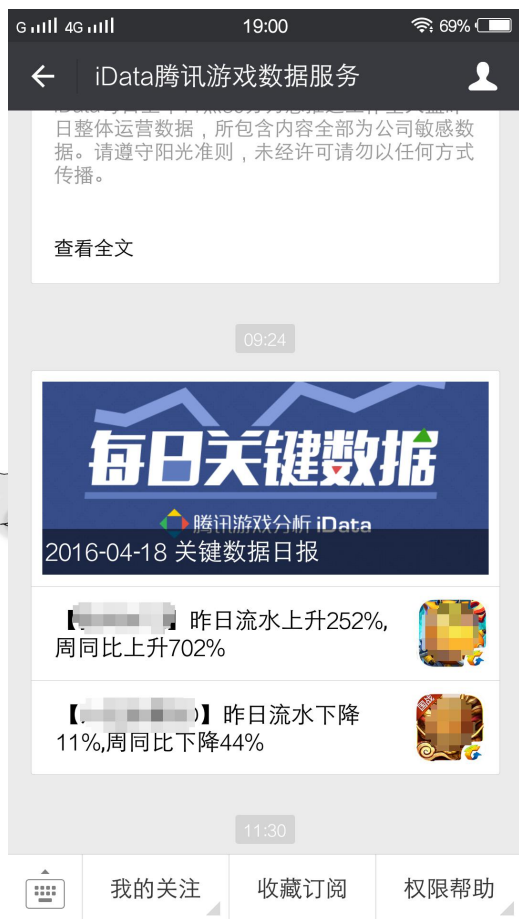 G 4G 19:00 69%
iData腾讯游戏数据服务
日整体运营数据，所包含内容全部为公司敏感数
据。请遵守阳光准则，未经许可请勿以任何方式
传播。
查看全文
09:24
每日关键数据
腾讯游戏分析 iData
2016-04-18 关键数据日报
【】昨日流水上升252%,
周同比上升702%
国战
【】昨日流水下降
11%,周同比下降44%
11:30
我的关注 收藏订阅 权限帮助